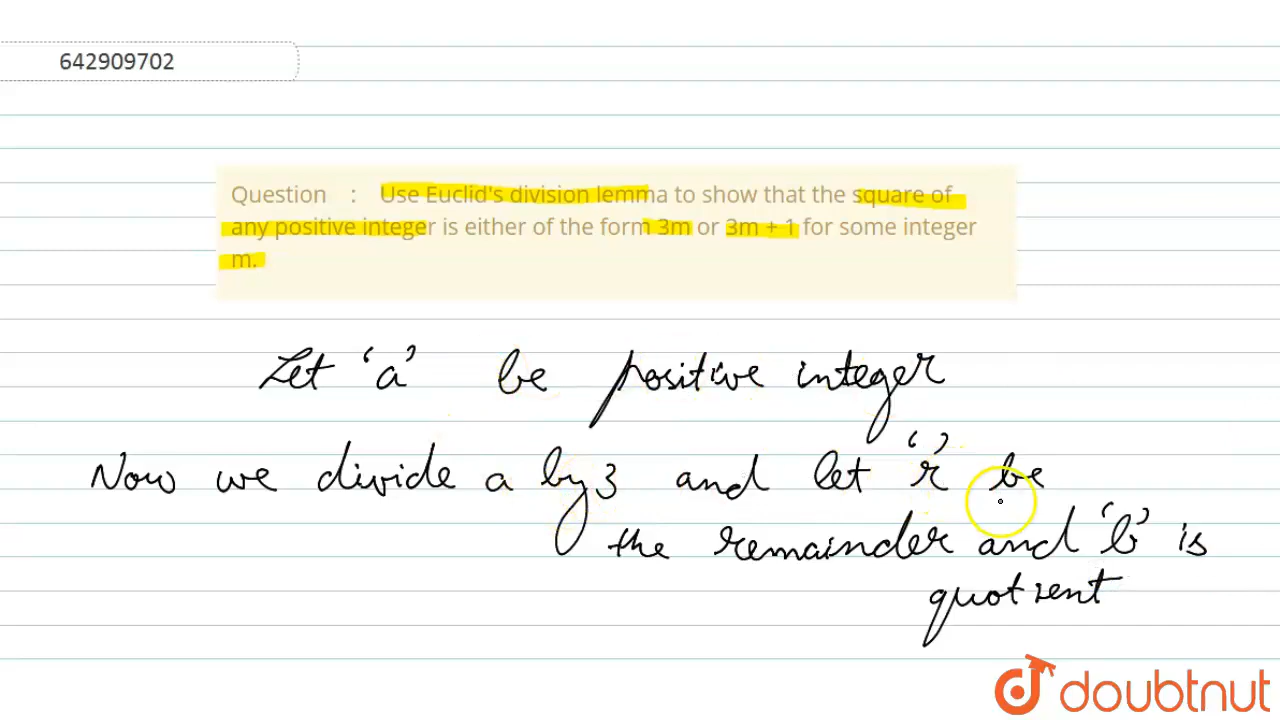 642909702
Question : Use Euclid's division lemma to show that the square of
any positive integer is either of the form 3m or 3m + 1 for some integer
m.
Let 'a' be positive integer
Now we divide a by 3 and let 'r' be
the remainder and 'b' is
quotient
doubtnut